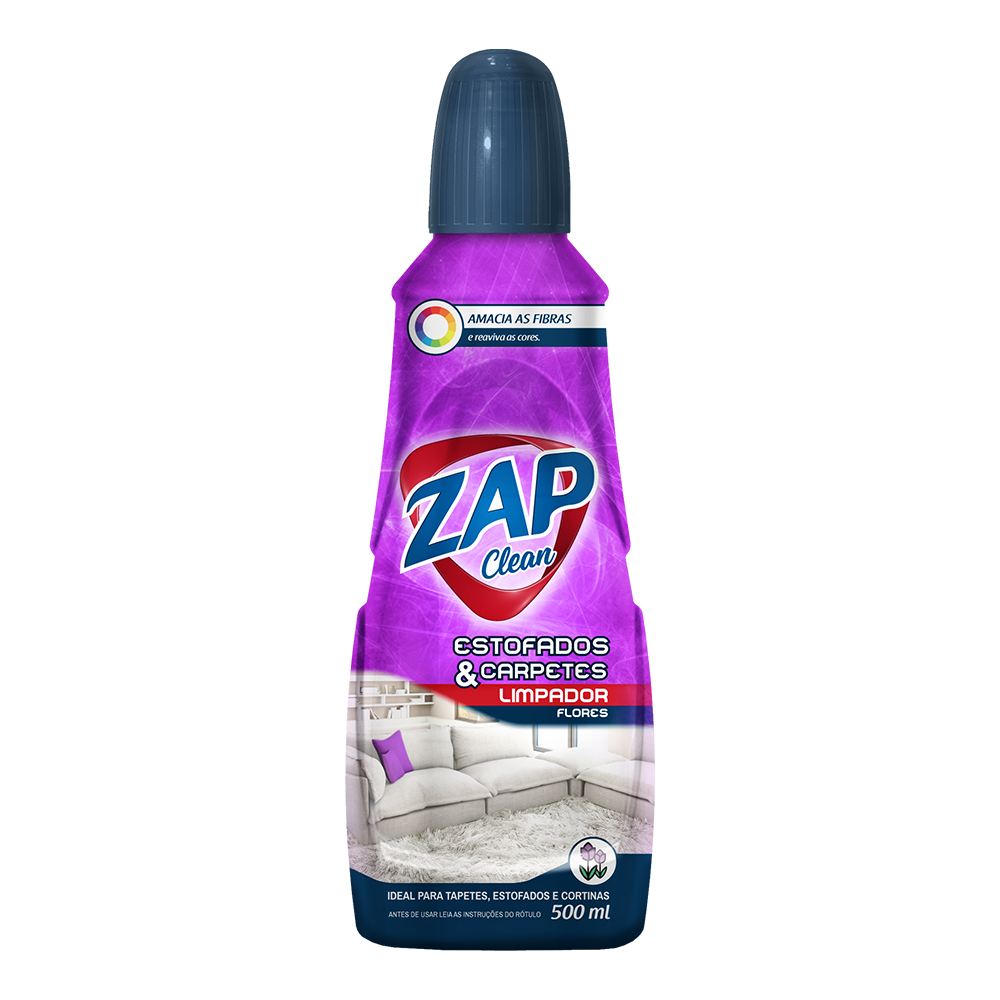 AMACIA AS FIBRAS
e reaviva as cores.
ZAP
Clean
ESTOFADOS
& CARPETES
LIMPADOR
FLORES
IDEAL PARA TAPETES, ESTOFADOS E CORTINAS
ANTES DE USAR LEIA AS INSTRUÇÕES DO RÓTULO 500 ml